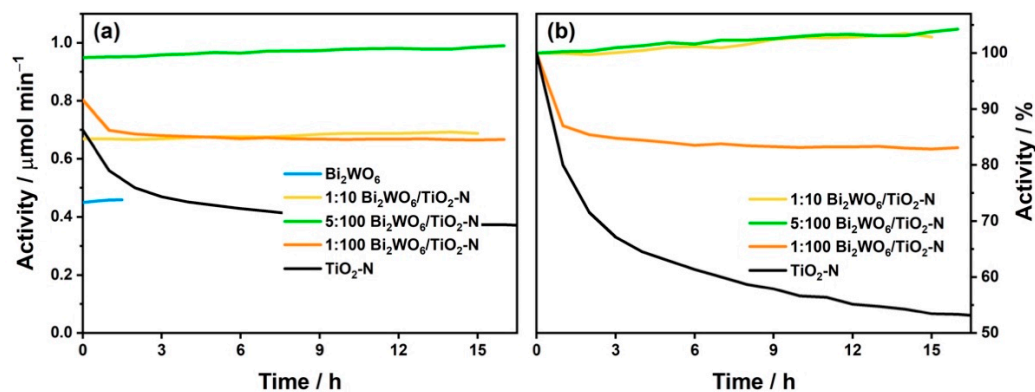 (a)
Activity / μmol min⁻¹
1.0
0.8
0.6
0.4
0.2
0.0
Bi₂WO₆
1:10 Bi₂WO₆/TiO₂-N
5:100 Bi₂WO₆/TiO₂-N
1:100 Bi₂WO₆/TiO₂-N
TiO₂-N
0 3 6 9 12 15
Time / h
(b)
1:10 Bi₂WO₆/TiO₂-N
5:100 Bi₂WO₆/TiO₂-N
1:100 Bi₂WO₆/TiO₂-N
TiO₂-N
100
90
80
70
60
50
Activity / %
0 3 6 9 12 15
Time / h